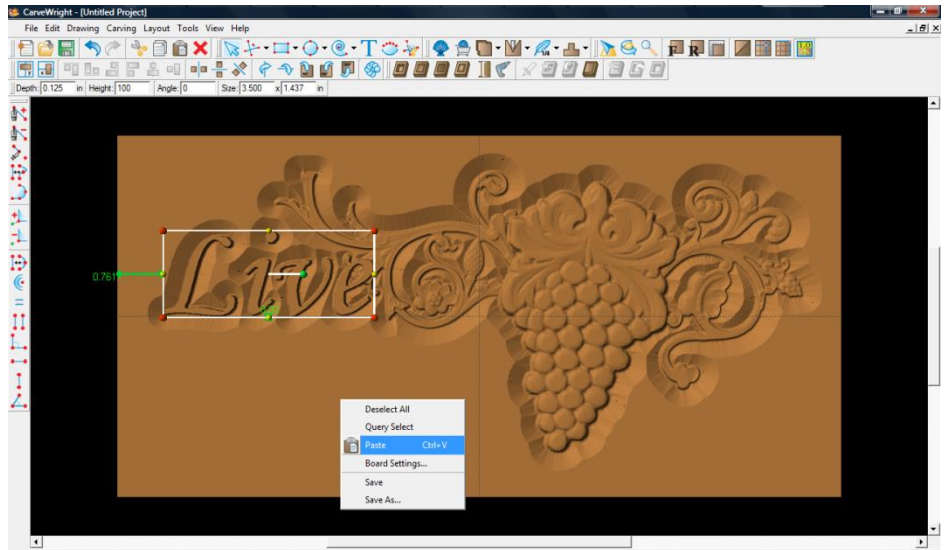 CarveWright - [Untitled Project]
File Edit Drawing Carving Layout Tools View Help
Depth: 0.125 in Height: 100 Angle: 0 Size: 3.500 x 1.437 in
Live
0.761
Deselect All
Query Select
Paste Ctrl+V
Board Settings...
Save
Save As...